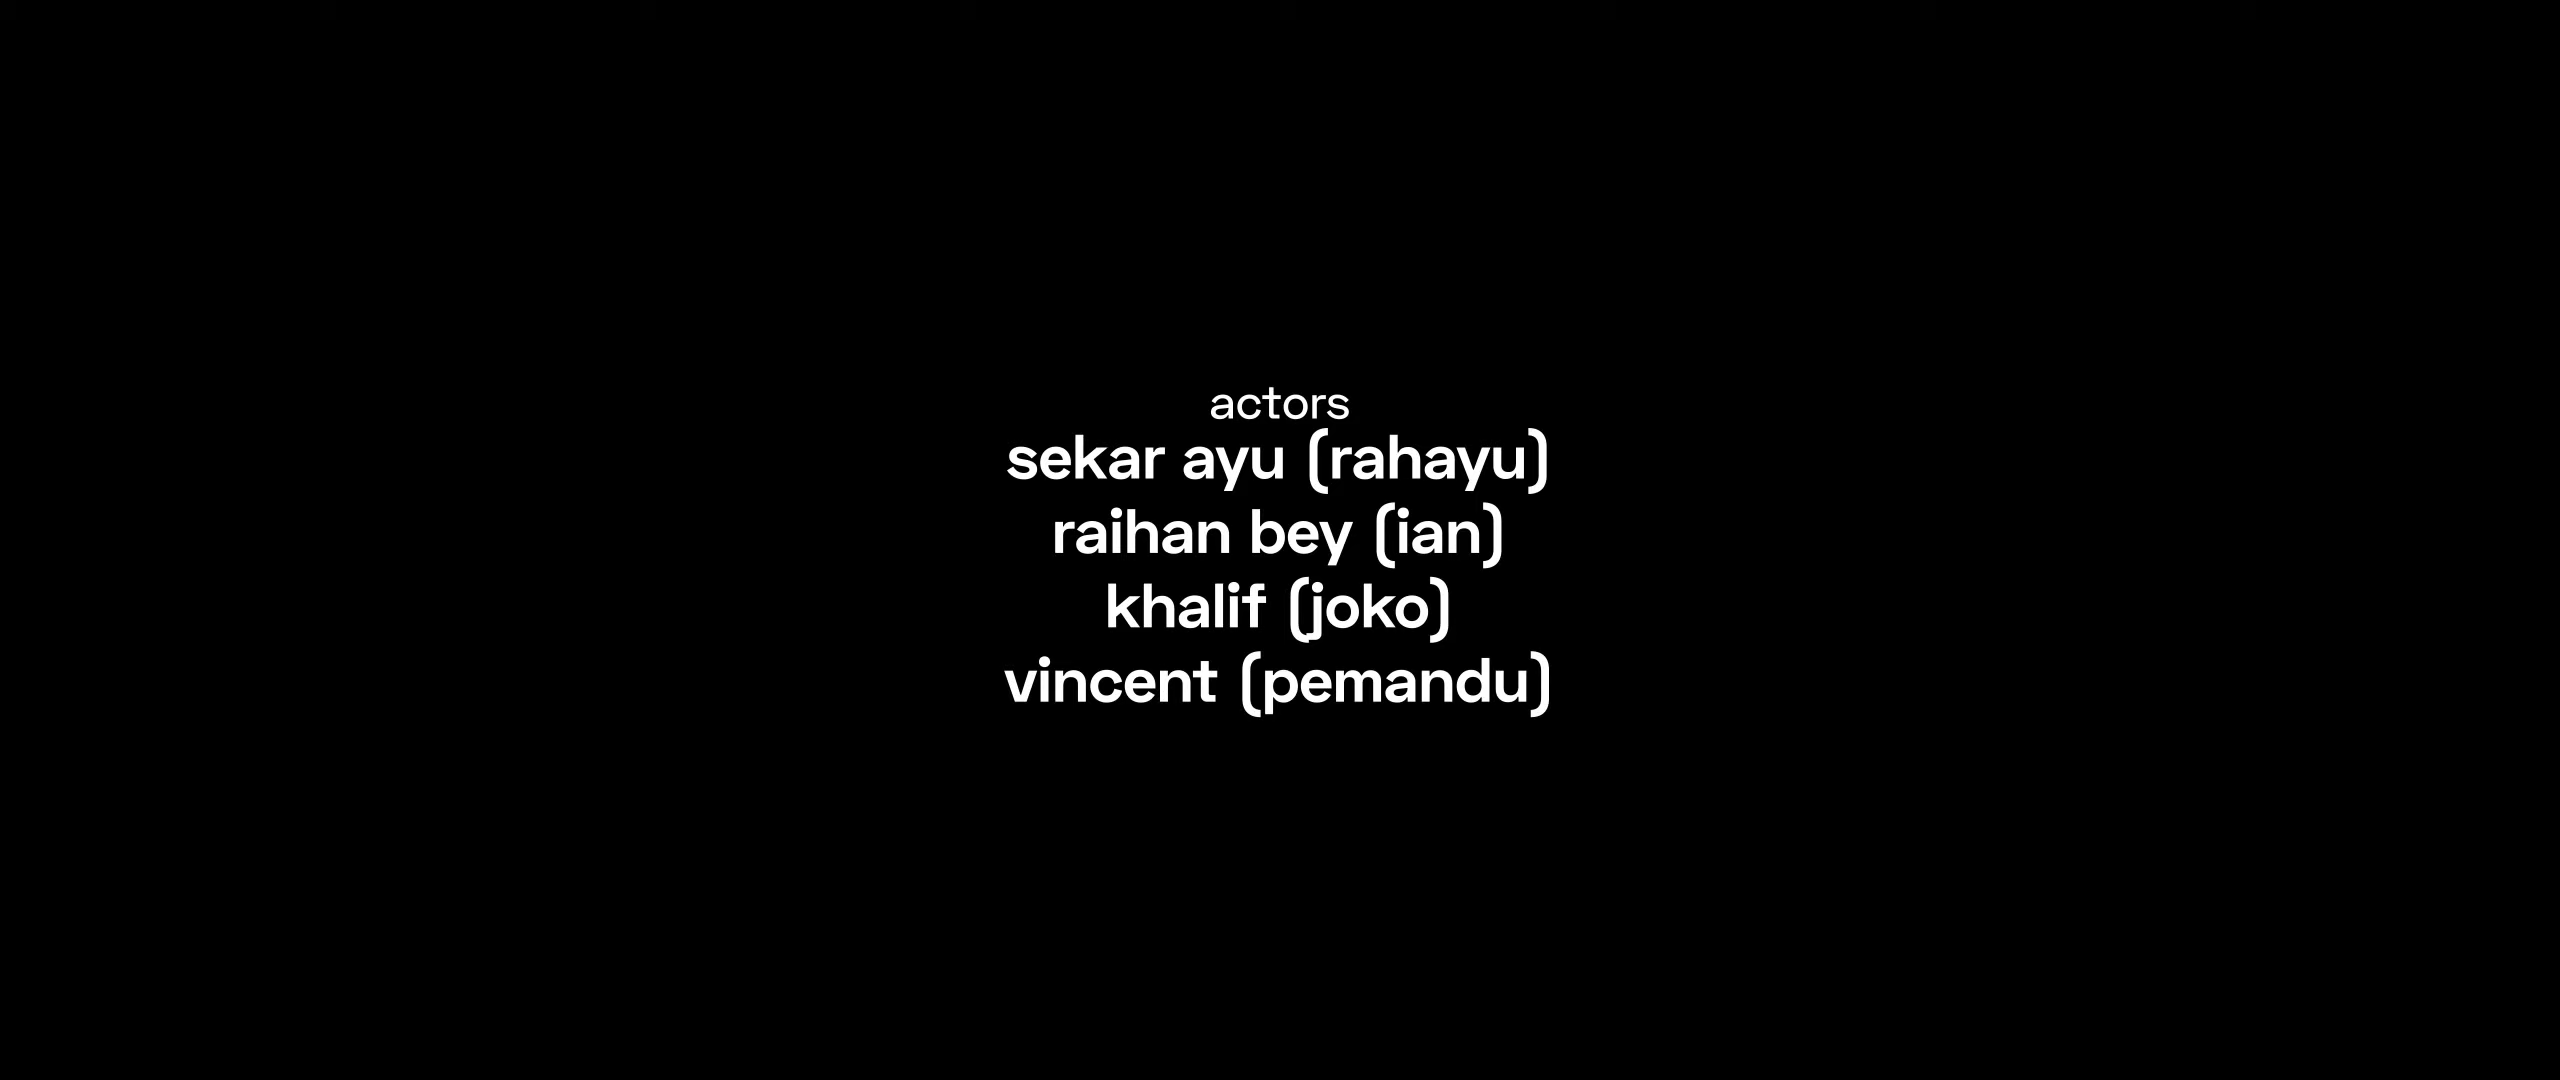 actors
sekar ayu (rahayu)
raihan bey (ian)
khalif (joko)
vincent (pemandu)